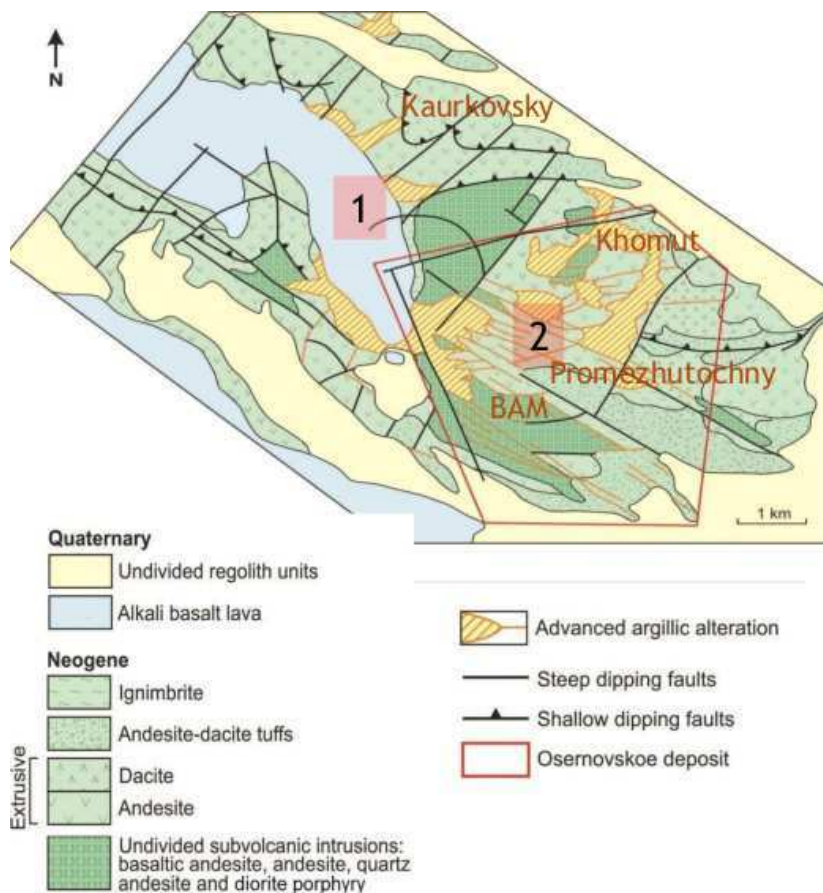 N
Kaurkovsky
1
Khomut
2
Promezhutochny
BAM
1 km
Quaternary
Undivided regolith units
Alkali basalt lava
Neogene
Ignimbrite
Andesite-dacite tuffs
Extrusive
Dacite
Andesite
Undivided subvolcanic intrusions:
basaltic andesite, andesite, quartz
andesite and diorite porphyry
Advanced argillic alteration
Steep dipping faults
Shallow dipping faults
Osernovskoe deposit